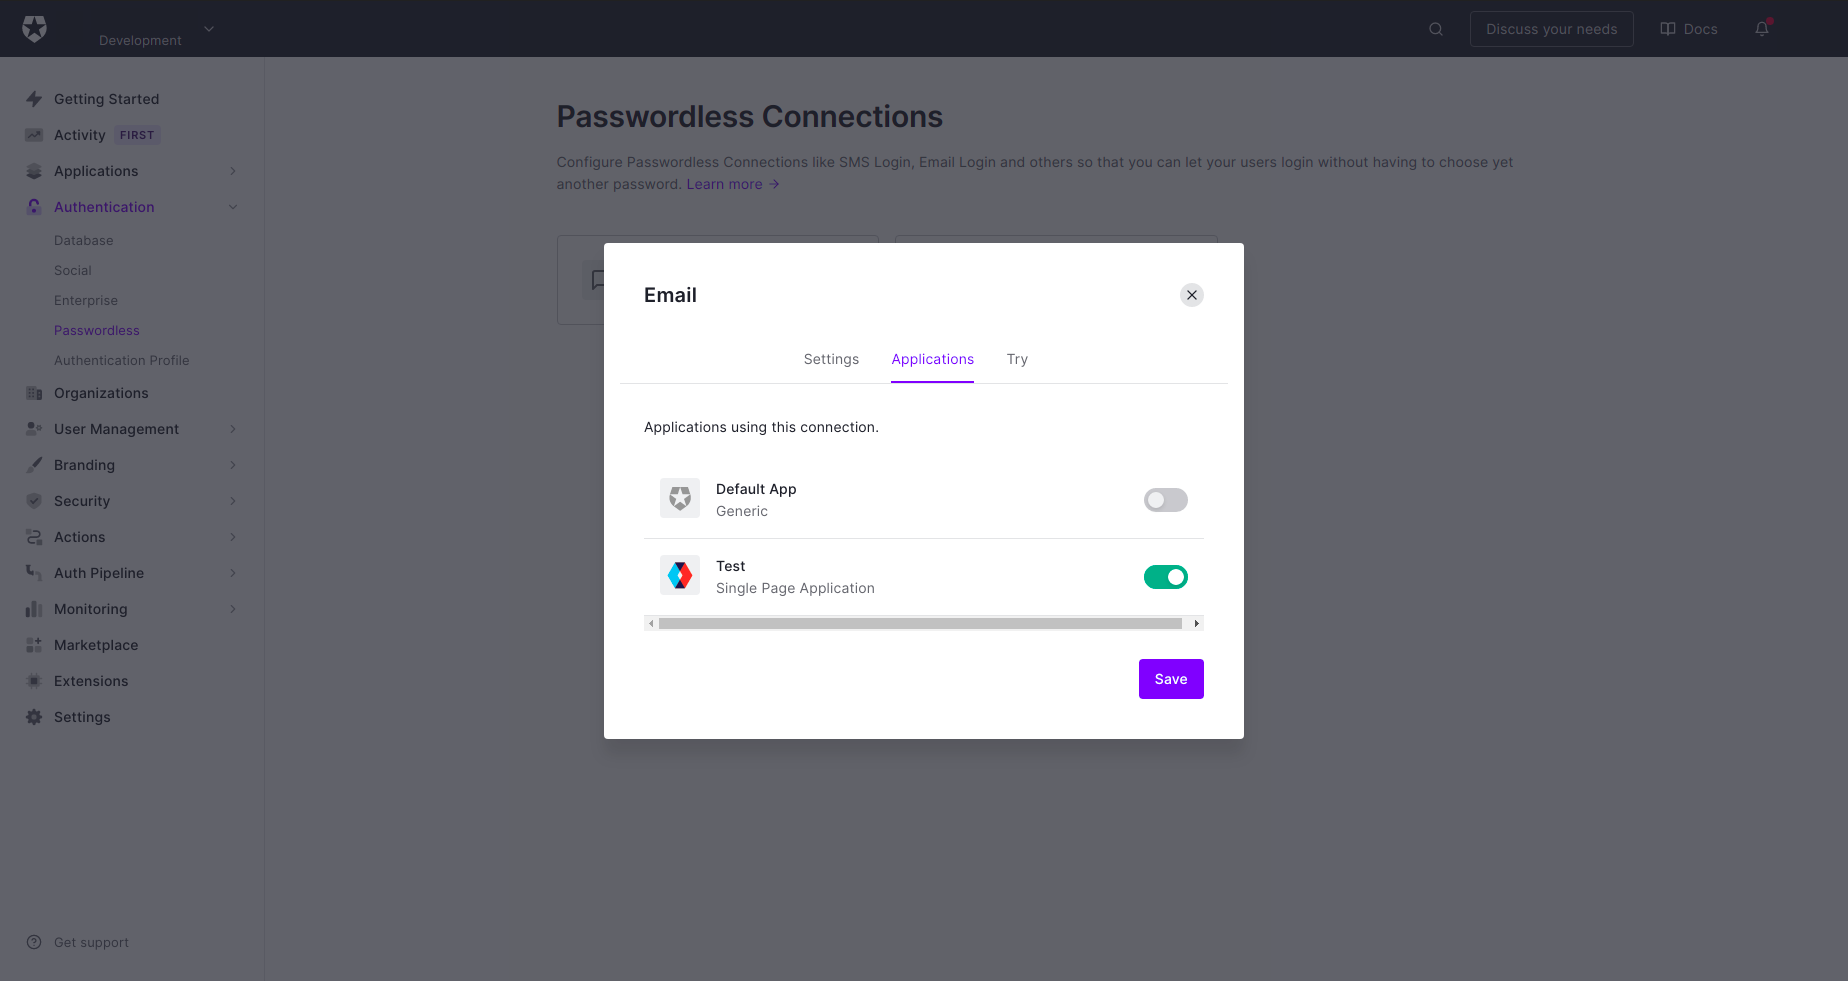 Development
Discuss your needs
Docs
Getting Started
Activity FIRST
Applications
Authentication
Database
Social
Enterprise
Passwordless
Authentication Profile
Organizations
User Management
Branding
Security
Actions
Auth Pipeline
Monitoring
Marketplace
Extensions
Settings
Get support
Passwordless Connections
Configure Passwordless Connections like SMS Login, Email Login and others so that you can let your users login without having to choose yet
another password. Learn more →
Email
Settings Applications Try
Applications using this connection.
Default App
Generic
Test
Single Page Application
Save